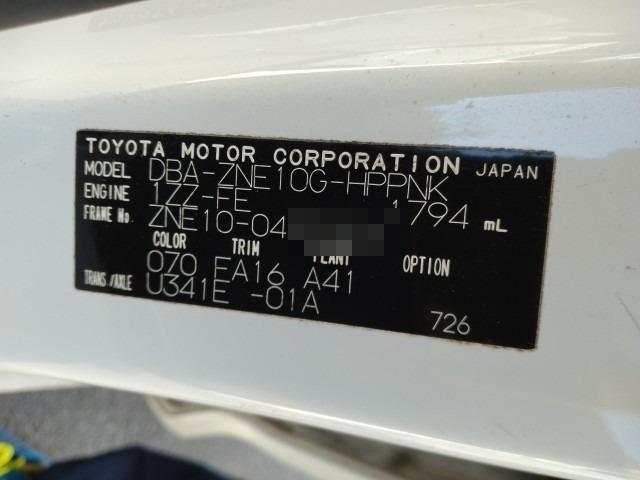 TOYOTA MOTOR CORPORATION JAPAN
MODEL DBA-ZNE10G-HPPNK
ENGINE 1ZZ-FE 1794 mL
FRAME No. ZNE10-04
COLOR TRIM PLANT OPTION
070 FA16 A41
TRANS./AXLE U341E -01A
726